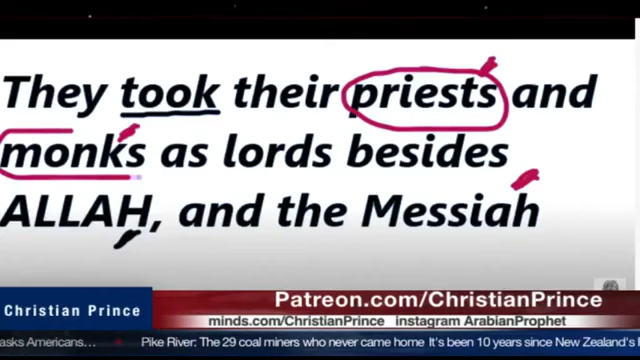 They took their priests and
monks as lords besides
ALLAH, and the Messiah
Patreon.com/ChristianPrince
Christian Prince
minds.com/ChristianPrince instagram ArabianProphet
asks Americans... Pike River: The 29 coal miners who never came home It's been 10 years since New Zealand's